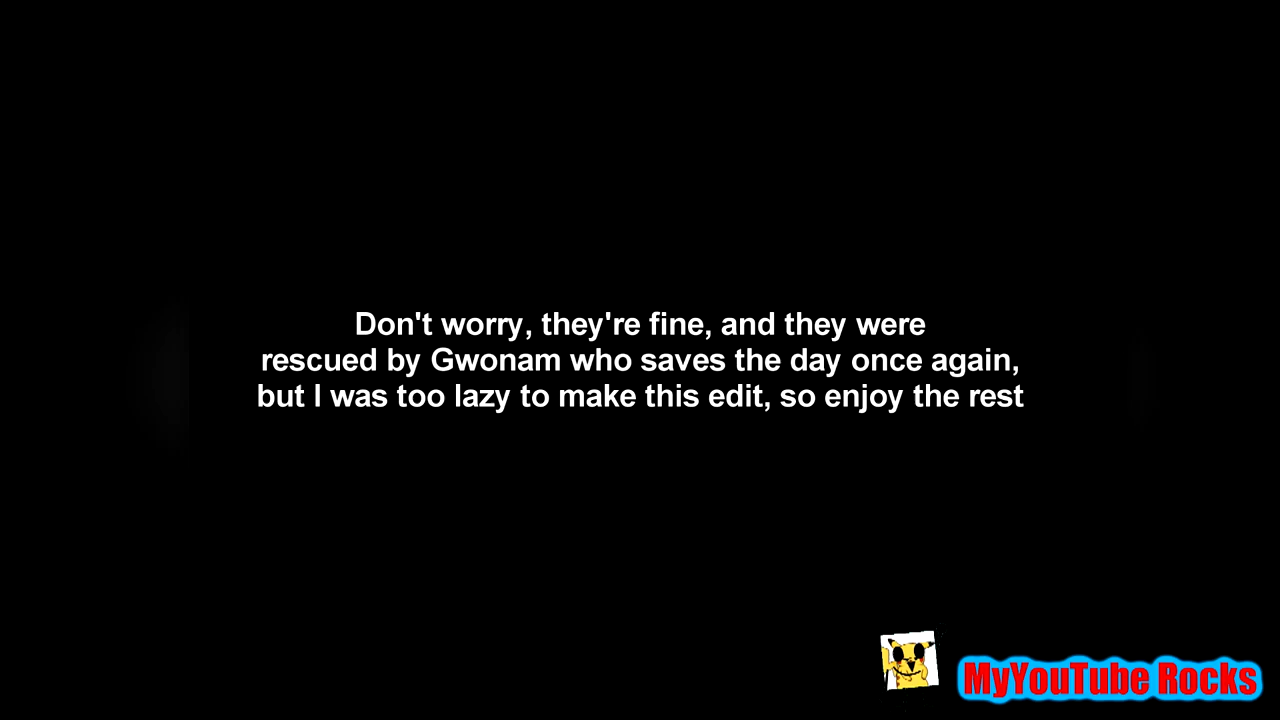 Don't worry, they're fine, and they were
rescued by Gwonam who saves the day once again,
but I was too lazy to make this edit, so enjoy the rest
MyYouTube Rocks